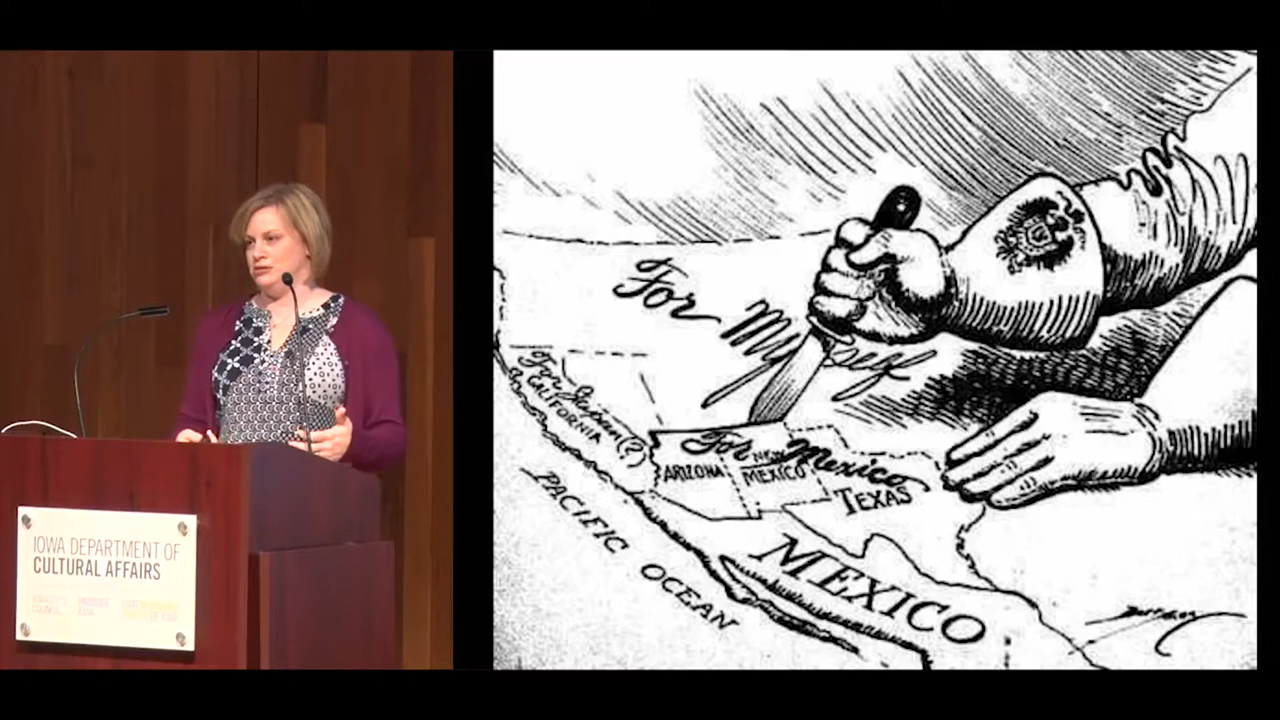 IOWA DEPARTMENT OF
CULTURAL AFFAIRS
For Myself
For Japan(?)
CALIFORNIA
For Mexico
ARIZONA
NEW
MEXICO
TEXAS
MEXICO
PACIFIC OCEAN